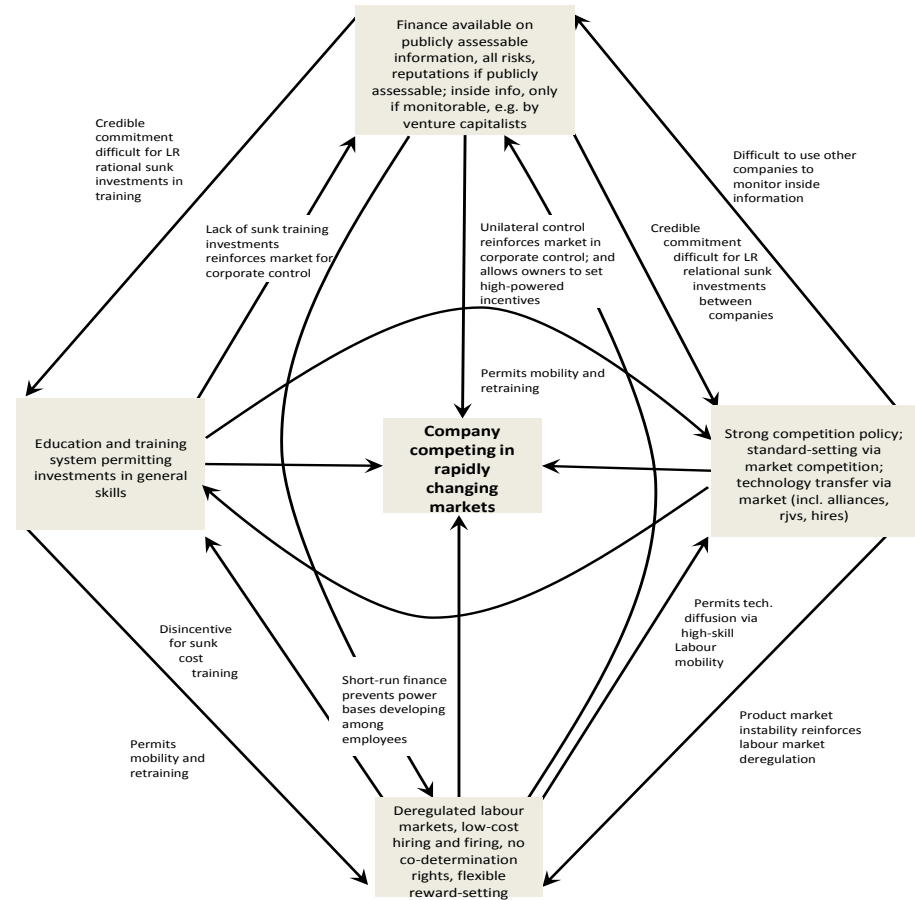 Finance available on
publicly assessable
information, all risks,
reputations if publicly
assessable; inside info, only
if monitorable, e.g. by
venture capitalists
Credible
commitment
difficult for LR
rational sunk
investments in
training
Difficult to use other
companies to
monitor inside
information
Lack of sunk training
investments
reinforces market for
corporate control
Unilateral control
reinforces market in
corporate control; and
allows owners to set
high-powered
incentives
Credible
commitment
difficult for LR
relational sunk
investments
between
companies
Permits mobility and
retraining
Education and training
system permitting
investments in general
skills
Company
competing in
rapidly
changing
markets
Strong competition policy;
standard-setting via
market competition;
technology transfer via
market (incl. alliances,
rjvs, hires)
Disincentive
for sunk
cost
training
Short-run finance
prevents power
bases developing
among
employees
Permits tech.
diffusion via
high-skill
Labour
mobility
Permits
mobility and
retraining
Product market
instability reinforces
labour market
deregulation
Deregulated labour
markets, low-cost
hiring and firing, no
co-determination
rights, flexible
reward-setting